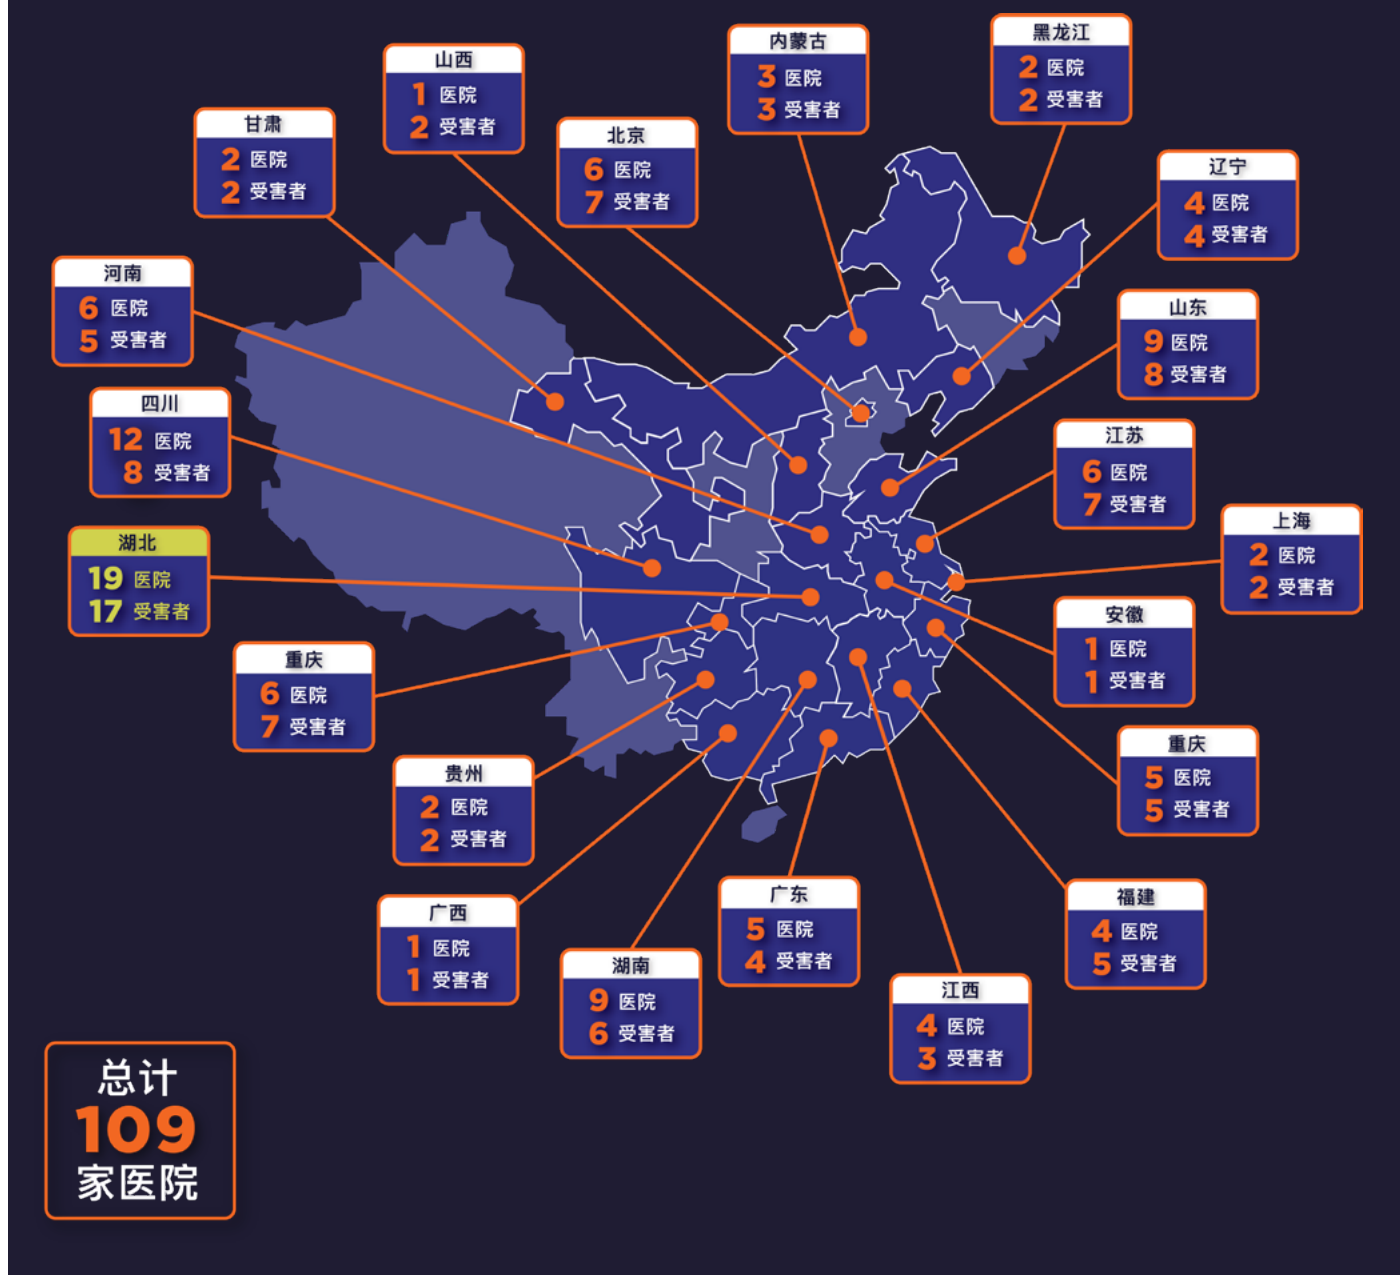 黑龙江
2 医院
2 受害者
内蒙古
3 医院
3 受害者
山西
1 医院
2 受害者
甘肃
2 医院
2 受害者
北京
6 医院
7 受害者
辽宁
4 医院
4 受害者
河南
6 医院
5 受害者
山东
9 医院
8 受害者
四川
12 医院
8 受害者
江苏
6 医院
7 受害者
上海
2 医院
2 受害者
湖北
19 医院
17 受害者
安徽
1 医院
1 受害者
重庆
6 医院
7 受害者
重庆
5 医院
5 受害者
贵州
2 医院
2 受害者
广东
5 医院
4 受害者
福建
4 医院
5 受害者
广西
1 医院
1 受害者
湖南
9 医院
6 受害者
江西
4 医院
3 受害者
总计
109
家医院